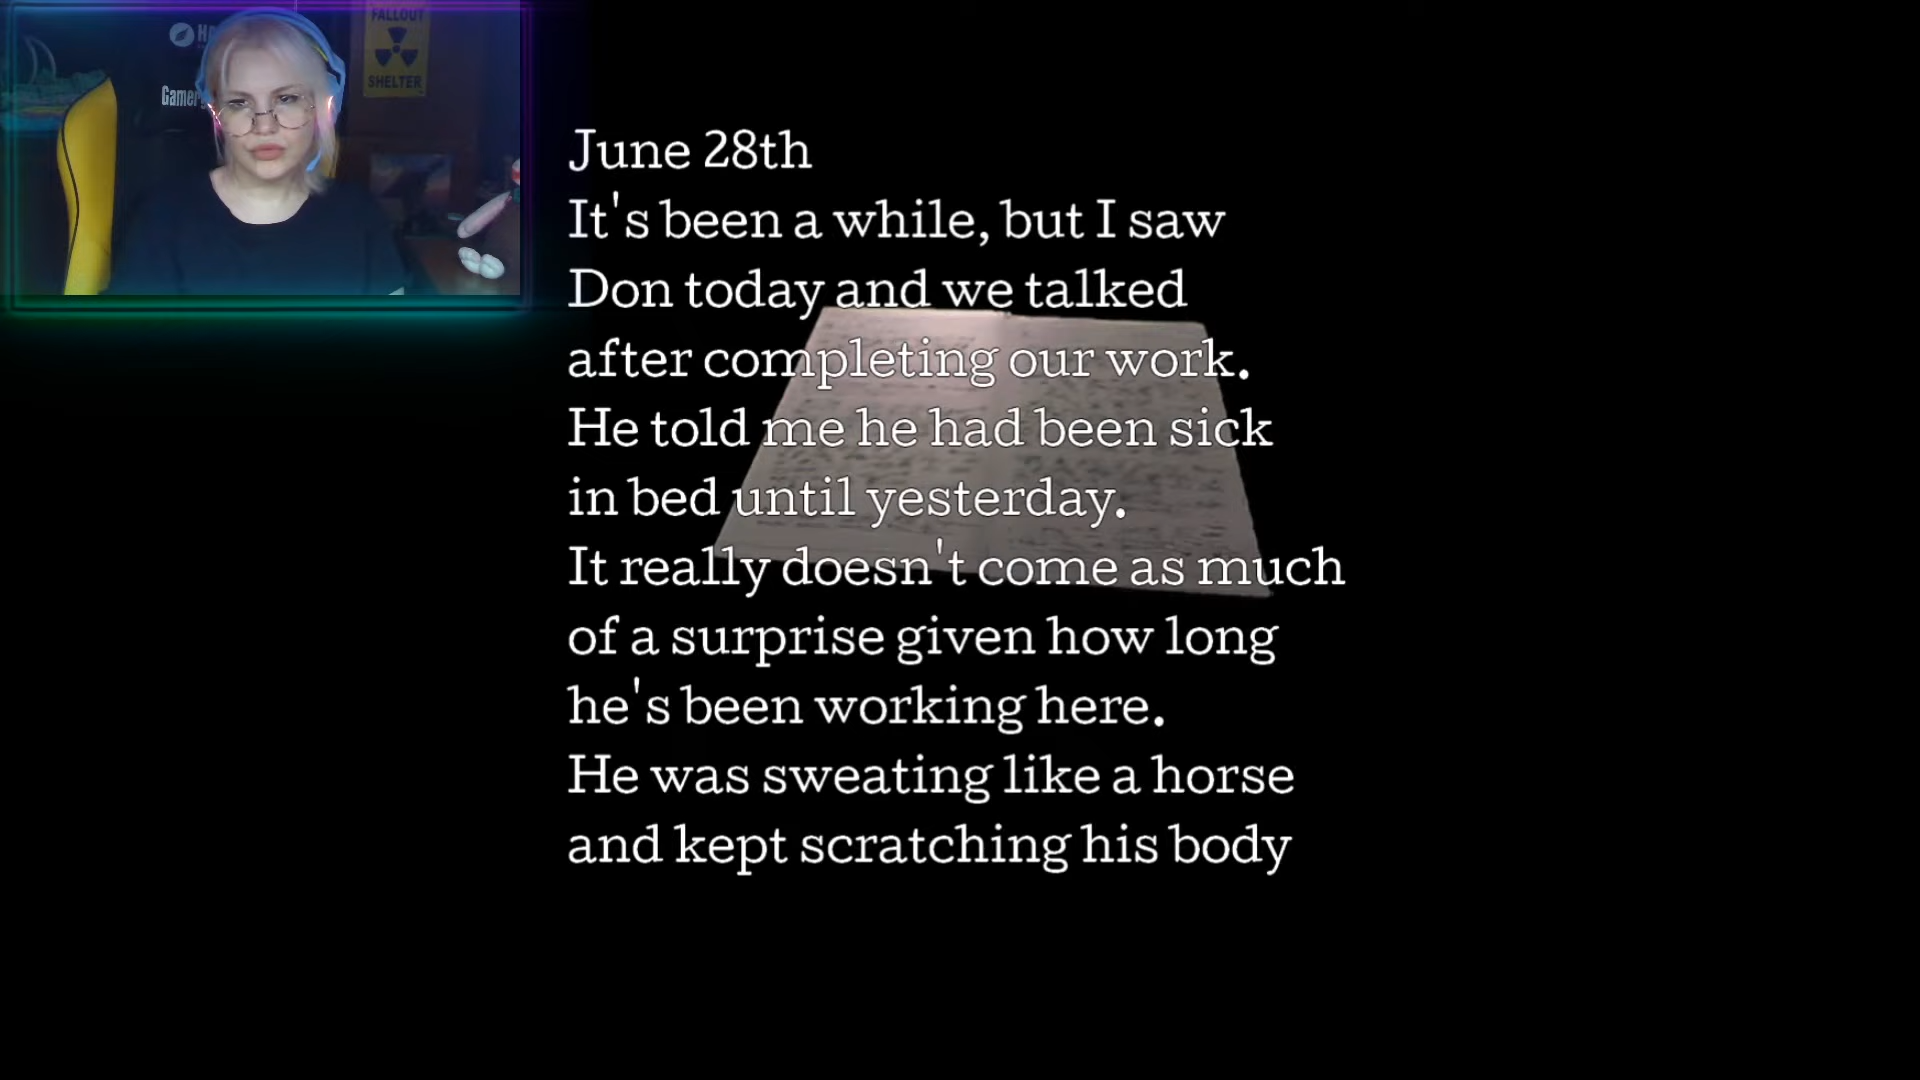 FALLOUT
SHELTER
June 28th
It's been a while, but I saw
Don today and we talked
after completing our work.
He told me he had been sick
in bed until yesterday.
It really doesn't come as much
of a surprise given how long
he's been working here.
He was sweating like a horse
and kept scratching his body